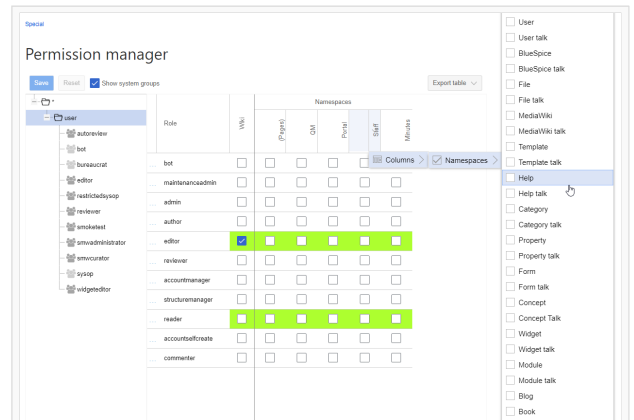 Special
Permission manager
Save Reset Show system groups Export table
*
user
autoreview
bot
bureaucrat
editor
restrictedsysop
reviewer
smoketest
smwadministrator
smwcurator
sysop
widgeteditor
Role Wiki Namespaces
(Pages) QM Portal Staff Minutes
bot
maintenanceadmin
admin
author
editor
reviewer
accountmanager
structuremanager
reader
accountselfcreate
commenter
Columns Namespaces
User
User talk
BlueSpice
BlueSpice talk
File
File talk
MediaWiki
MediaWiki talk
Template
Template talk
Help
Help talk
Category
Category talk
Property
Property talk
Form
Form talk
Concept
Concept Talk
Widget
Widget talk
Module
Module talk
Blog
Book